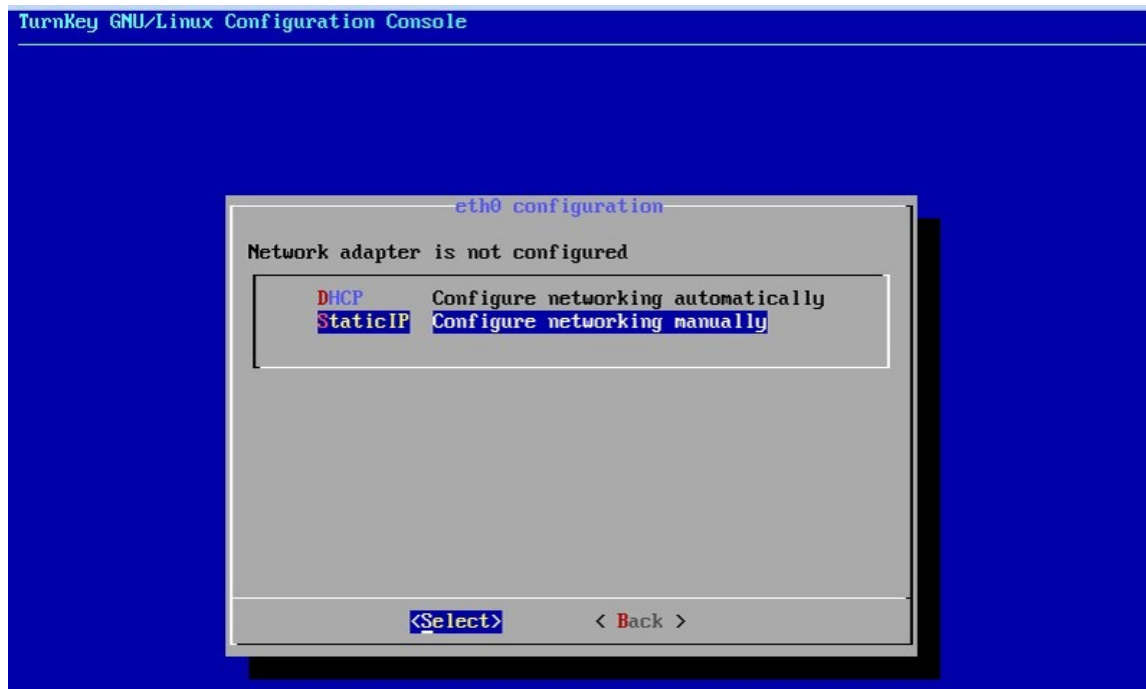 TurnKey GNU/Linux Configuration Console
eth0 configuration
Network adapter is not configured
DHCP Configure networking automatically
StaticIP Configure networking manually
<Select> < Back >